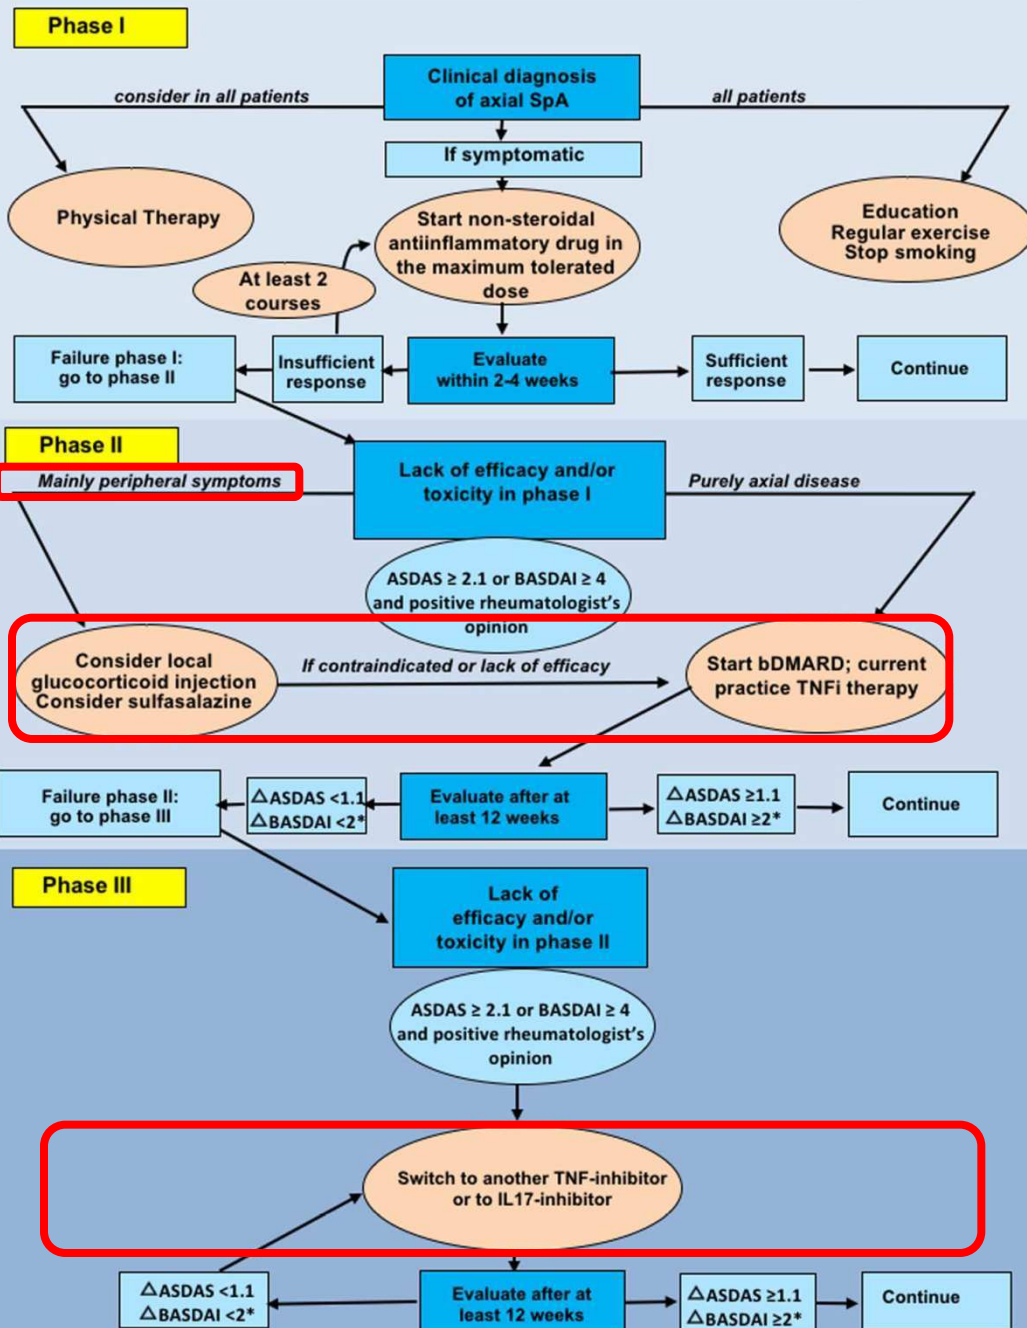 Phase I
Clinical diagnosis
of axial SpA
consider in all patients
all patients
If symptomatic
Physical Therapy
Start non-steroidal
antiinflammatory drug in
the maximum tolerated
dose
Education
Regular exercise
Stop smoking
At least 2
courses
Failure phase I:
go to phase II
Insufficient
response
Evaluate
within 2-4 weeks
Sufficient
response
Continue
Phase II
Mainly peripheral symptoms
Lack of efficacy and/or
toxicity in phase I
Purely axial disease
ASDAS ≥ 2.1 or BASDAI ≥ 4
and positive rheumatologist's
opinion
Consider local
glucocorticoid injection
Consider sulfasalazine
If contraindicated or lack of efficacy
Start bDMARD; current
practice TNFi therapy
Failure phase II:
go to phase III
△ASDAS <1.1
△BASDAI <2*
Evaluate after at
least 12 weeks
△ASDAS ≥1.1
△BASDAI ≥2*
Continue
Phase III
Lack of
efficacy and/or
toxicity in phase II
ASDAS ≥ 2.1 or BASDAI ≥ 4
and positive rheumatologist's
opinion
Switch to another TNF-inhibitor
or to IL17-inhibitor
△ASDAS <1.1
△BASDAI <2*
Evaluate after at
least 12 weeks
△ASDAS ≥1.1
△BASDAI ≥2*
Continue